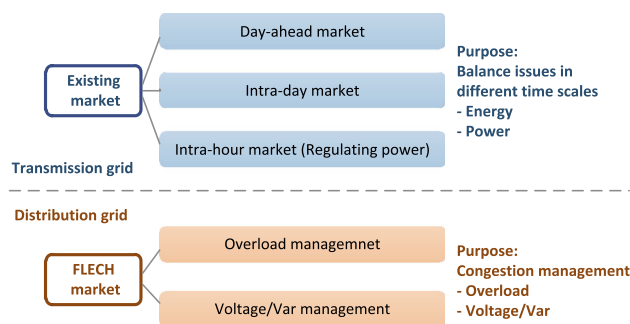 Day-ahead market
Existing
market
Intra-day market
Intra-hour market (Regulating power)
Purpose:
Balance issues in
different time scales
- Energy
- Power
Transmission grid
Distribution grid
FLECH
market
Overload managemnet
Voltage/Var management
Purpose:
Congestion management
- Overload
- Voltage/Var